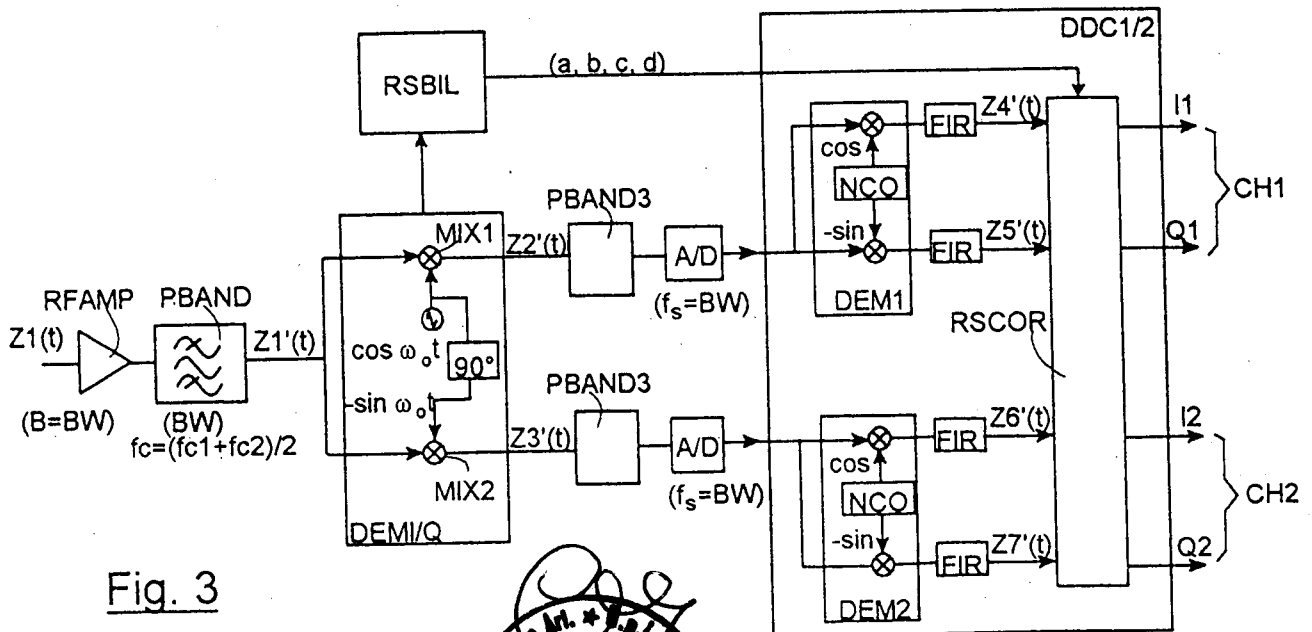 DDC1/2
RSBIL
(a, b, c, d)
Z4'(t)
I1
FIR
cos
NCO
CH1
PBAND3
MIX1
Z2'(t)
A/D
-sin
FIR
Z5'(t)
Q1
DEM1
(fs=BW)
RFAMP
PBAND
RSCOR
Z1(t)
Z1'(t)
cos ωot
90°
PBAND3
(B=BW)
(BW)
-sin ωot
fc=(fc1+fc2)/2
Z3'(t)
A/D
Z6'(t)
I2
FIR
cos
MIX2
(fs=BW)
NCO
CH2
DEMI/Q
-sin
Z7'(t)
Q2
FIR
DEM2
Fig. 3